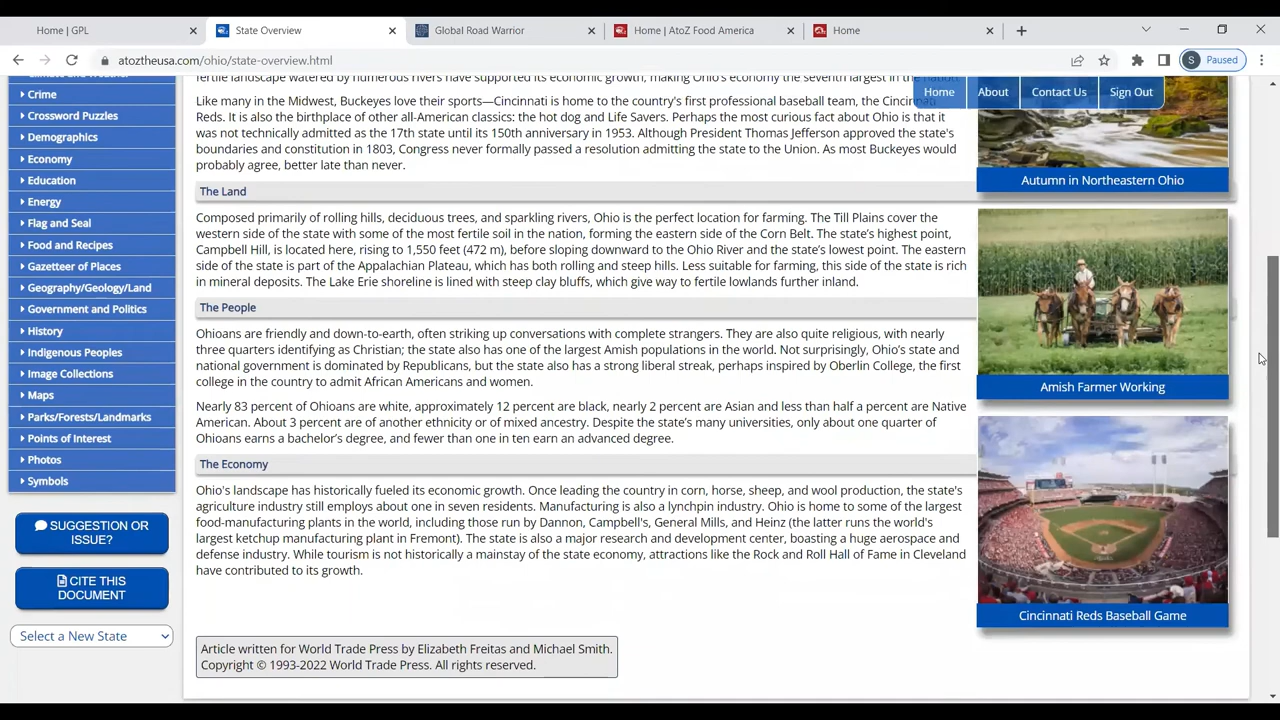 Home | GPL
State Overview
Global Road Warrior
Home | AtoZ Food America
Home
atoztheusa.com/ohio/state-overview.html
S
Paused
Home
About
Contact Us
Sign Out
Crime
Crossword Puzzles
Demographics
Economy
Education
Energy
Flag and Seal
Food and Recipes
Gazetteer of Places
Geography/Geology/Land
Government and Politics
History
Indigenous Peoples
Image Collections
Maps
Parks/Forests/Landmarks
Points of Interest
Photos
Symbols
SUGGESTION OR
ISSUE?
CITE THIS
DOCUMENT
Select a New State
fertile landscape watered by numerous rivers have supported its economic growth, making Ohio's economy the seventh largest in the nation.
Like many in the Midwest, Buckeyes love their sports—Cincinnati is home to the country's first professional baseball team, the Cincinnati
Reds. It is also the birthplace of other all-American classics: the hot dog and Life Savers. Perhaps the most curious fact about Ohio is that it
was not technically admitted as the 17th state until its 150th anniversary in 1953. Although President Thomas Jefferson approved the state's
boundaries and constitution in 1803, Congress never formally passed a resolution admitting the state to the Union. As most Buckeyes would
probably agree, better late than never.
The Land
Composed primarily of rolling hills, deciduous trees, and sparkling rivers, Ohio is the perfect location for farming. The Till Plains cover the
western side of the state with some of the most fertile soil in the nation, forming the eastern side of the Corn Belt. The state's highest point,
Campbell Hill, is located here, rising to 1,550 feet (472 m), before sloping downward to the Ohio River and the state's lowest point. The eastern
side of the state is part of the Appalachian Plateau, which has both rolling and steep hills. Less suitable for farming, this side of the state is rich
in mineral deposits. The Lake Erie shoreline is lined with steep clay bluffs, which give way to fertile lowlands further inland.
The People
Ohioans are friendly and down-to-earth, often striking up conversations with complete strangers. They are also quite religious, with nearly
three quarters identifying as Christian; the state also has one of the largest Amish populations in the world. Not surprisingly, Ohio's state and
national government is dominated by Republicans, but the state also has a strong liberal streak, perhaps inspired by Oberlin College, the first
college in the country to admit African Americans and women.
Nearly 83 percent of Ohioans are white, approximately 12 percent are black, nearly 2 percent are Asian and less than half a percent are Native
American. About 3 percent are of another ethnicity or of mixed ancestry. Despite the state's many universities, only about one quarter of
Ohioans earns a bachelor's degree, and fewer than one in ten earn an advanced degree.
The Economy
Ohio's landscape has historically fueled its economic growth. Once leading the country in corn, horse, sheep, and wool production, the state's
agriculture industry still employs about one in seven residents. Manufacturing is also a lynchpin industry. Ohio is home to some of the largest
food-manufacturing plants in the world, including those run by Dannon, Campbell's, General Mills, and Heinz (the latter runs the world's
largest ketchup manufacturing plant in Fremont). The state is also a major research and development center, boasting a huge aerospace and
defense industry. While tourism is not historically a mainstay of the state economy, attractions like the Rock and Roll Hall of Fame in Cleveland
have contributed to its growth.
Article written for World Trade Press by Elizabeth Freitas and Michael Smith.
Copyright © 1993-2022 World Trade Press. All rights reserved.
Autumn in Northeastern Ohio
Amish Farmer Working
Cincinnati Reds Baseball Game